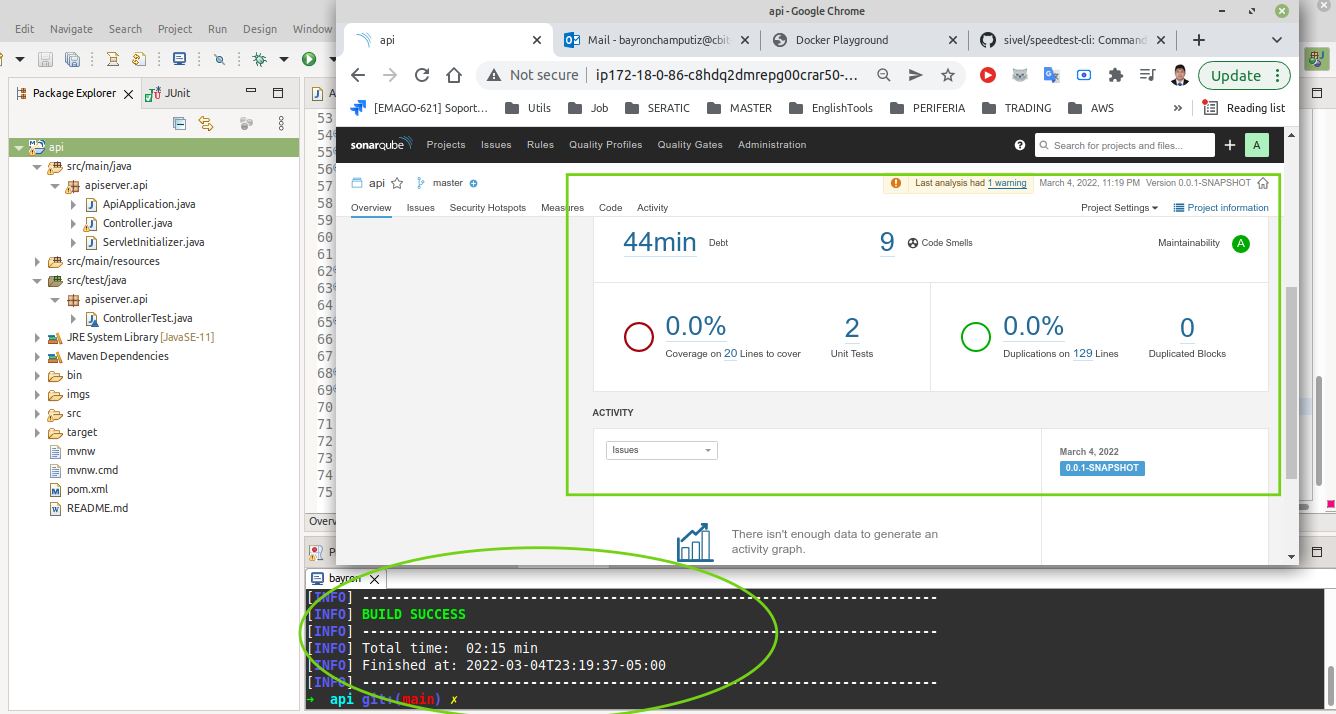 Edit Navigate Search Project Run Design Window
api - Google Chrome
api
Mail - bayronchamputiz@cbit
Docker Playground
sivel/speedtest-cli: Command
Not secure
ip172-18-0-86-c8hdq2dmrepg00crar50-...
Update
[EMAGO-621] Soport...
Utils
Job
SERATIC
MASTER
EnglishTools
PERIFERIA
TRADING
AWS
»
Reading list
Package Explorer
JUnit
api
src/main/java
apiserver.api
ApiApplication.java
Controller.java
ServletInitializer.java
src/main/resources
src/test/java
apiserver.api
ControllerTest.java
JRE System Library [JavaSE-11]
Maven Dependencies
bin
imgs
src
target
mvnw
mvnw.cmd
pom.xml
README.md
53
54
55
56
57
58
59
60
61
62
63
64
65
66
67
68
69
70
71
72
73
74
75
sonarqube
Projects Issues Rules Quality Profiles Quality Gates Administration
Search for projects and files...
A
api
master
Last analysis had 1 warning
March 4, 2022, 11:19 PM Version 0.0.1-SNAPSHOT
Overview Issues Security Hotspots Measures Code Activity
Project Settings
Project information
44min Debt
9 Code Smells
Maintainability A
0.0%
Coverage on 20 Lines to cover
2
Unit Tests
0.0%
Duplications on 129 Lines
0
Duplicated Blocks
ACTIVITY
Issues
March 4, 2022
0.0.1-SNAPSHOT
There isn't enough data to generate an
activity graph.
Overv
bayron
[INFO] ------------------------------------------------------------------------
[INFO] BUILD SUCCESS
[INFO] ------------------------------------------------------------------------
[INFO] Total time:  02:15 min
[INFO] Finished at: 2022-03-04T23:19:37-05:00
[INFO] ------------------------------------------------------------------------
→ api git:(main) ✗